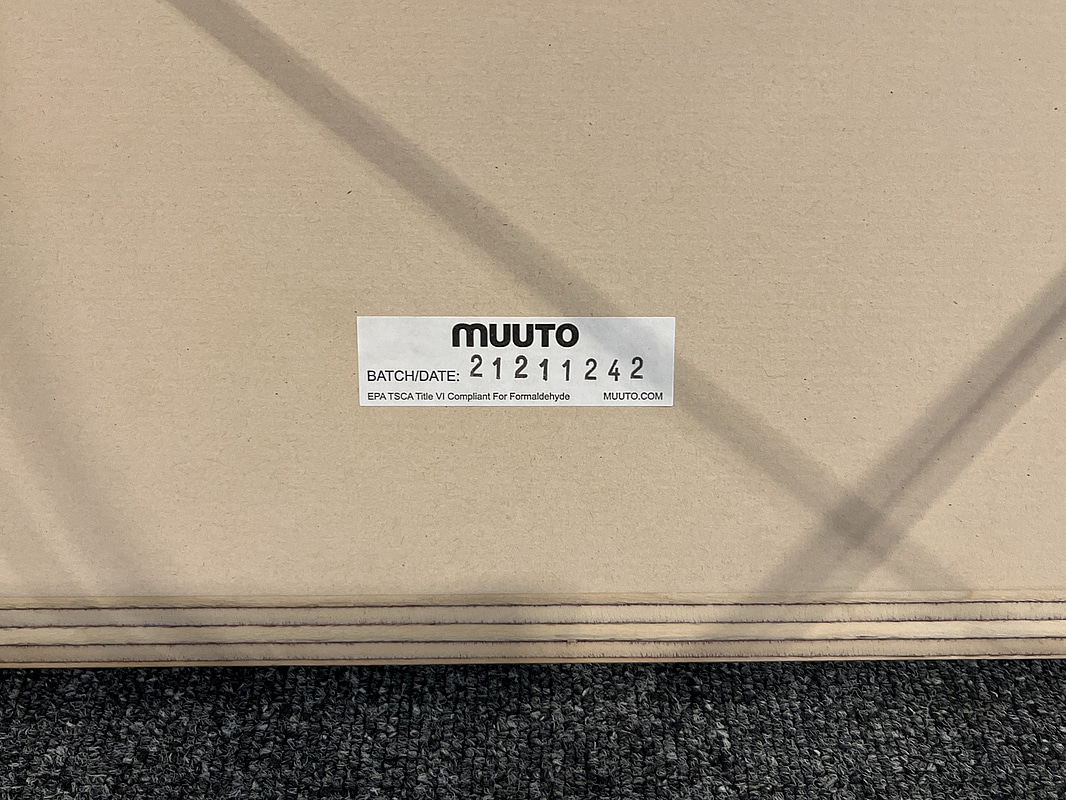 MUUTO
BATCH/DATE: 21211242
EPA TSCA Title VI Compliant For Formaldehyde MUUTO.COM